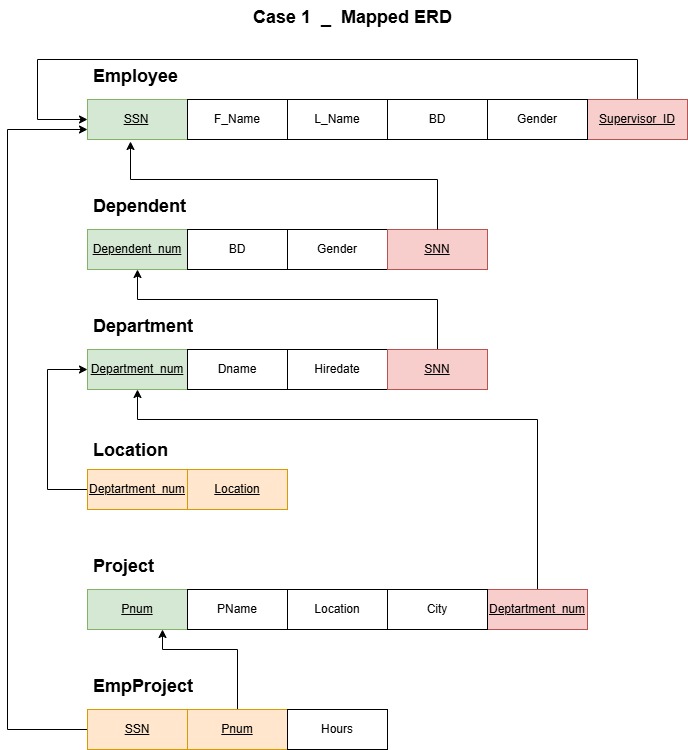 Case 1 _ Mapped ERD
Employee
SSN F_Name L_Name BD Gender Supervisor_ID
Dependent
Dependent_num BD Gender SNN
Department
Department_num Dname Hiredate SNN
Location
Deptartment_num Location
Project
Pnum PName Location City Deptartment_num
EmpProject
SSN Pnum Hours